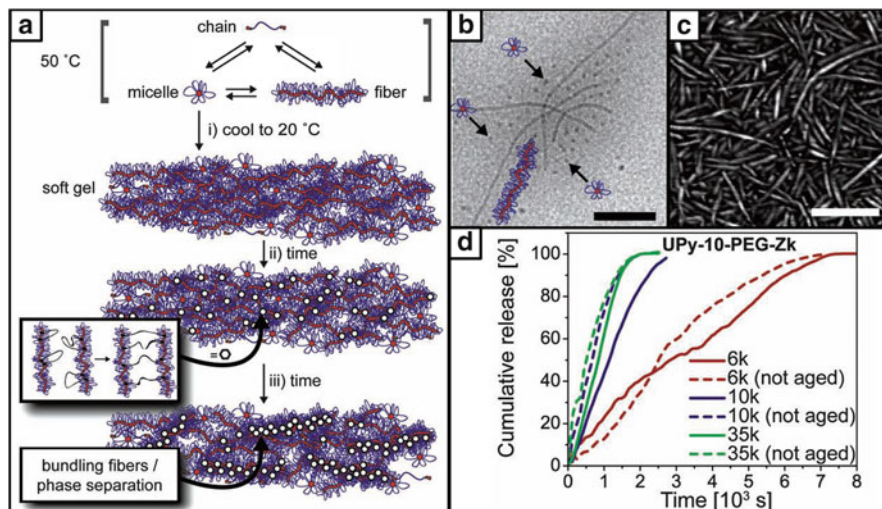 a
chain
50 ˚C
micelle
fiber
i) cool to 20 ˚C
soft gel
ii) time
=
iii) time
bundling fibers /
phase separation
b
c
d
UPy-10-PEG-Zk
Cumulative release [%]
100
80
60
40
20
0
6k
6k (not aged)
10k
10k (not aged)
35k
35k (not aged)
0 1 2 3 4 5 6 7 8
Time [10³ s]